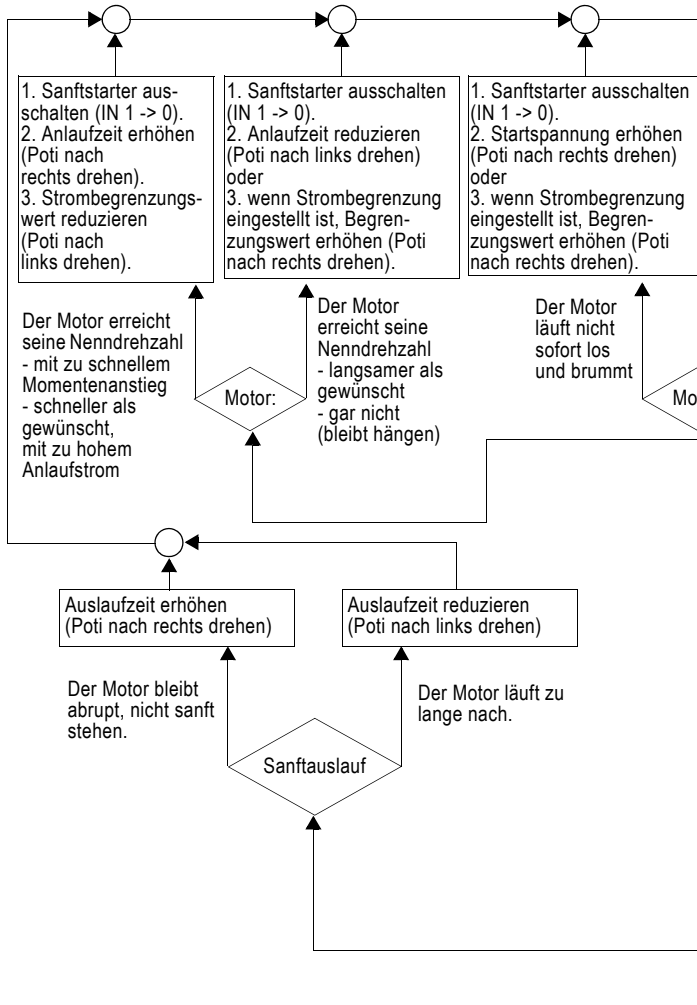 1. Sanftstarter aus-
schalten (IN 1 -> 0).
2. Anlaufzeit erhöhen
(Poti nach
rechts drehen).
3. Strombegrenzungs-
wert reduzieren
(Poti nach
links drehen).
1. Sanftstarter ausschalten
(IN 1 -> 0).
2. Anlaufzeit reduzieren
(Poti nach links drehen)
oder
3. wenn Strombegrenzung
eingestellt ist, Begren-
zungswert erhöhen (Poti
nach rechts drehen).
1. Sanftstarter ausschalten
(IN 1 -> 0).
2. Startspannung erhöhen
(Poti nach rechts drehen)
oder
3. wenn Strombegrenzung
eingestellt ist, Begren-
zungswert erhöhen (Poti
nach rechts drehen).
Der Motor erreicht
seine Nenndrehzahl
- mit zu schnellem
Momentenanstieg
- schneller als
gewünscht,
mit zu hohem
Anlaufstrom
Motor:
Der Motor
erreicht seine
Nenndrehzahl
- langsamer als
gewünscht
- gar nicht
(bleibt hängen)
Der Motor
läuft nicht
sofort los
und brummt
Mo
Auslaufzeit erhöhen
(Poti nach rechts drehen)
Auslaufzeit reduzieren
(Poti nach links drehen)
Der Motor bleibt
abrupt, nicht sanft
stehen.
Der Motor läuft zu
lange nach.
Sanftauslauf